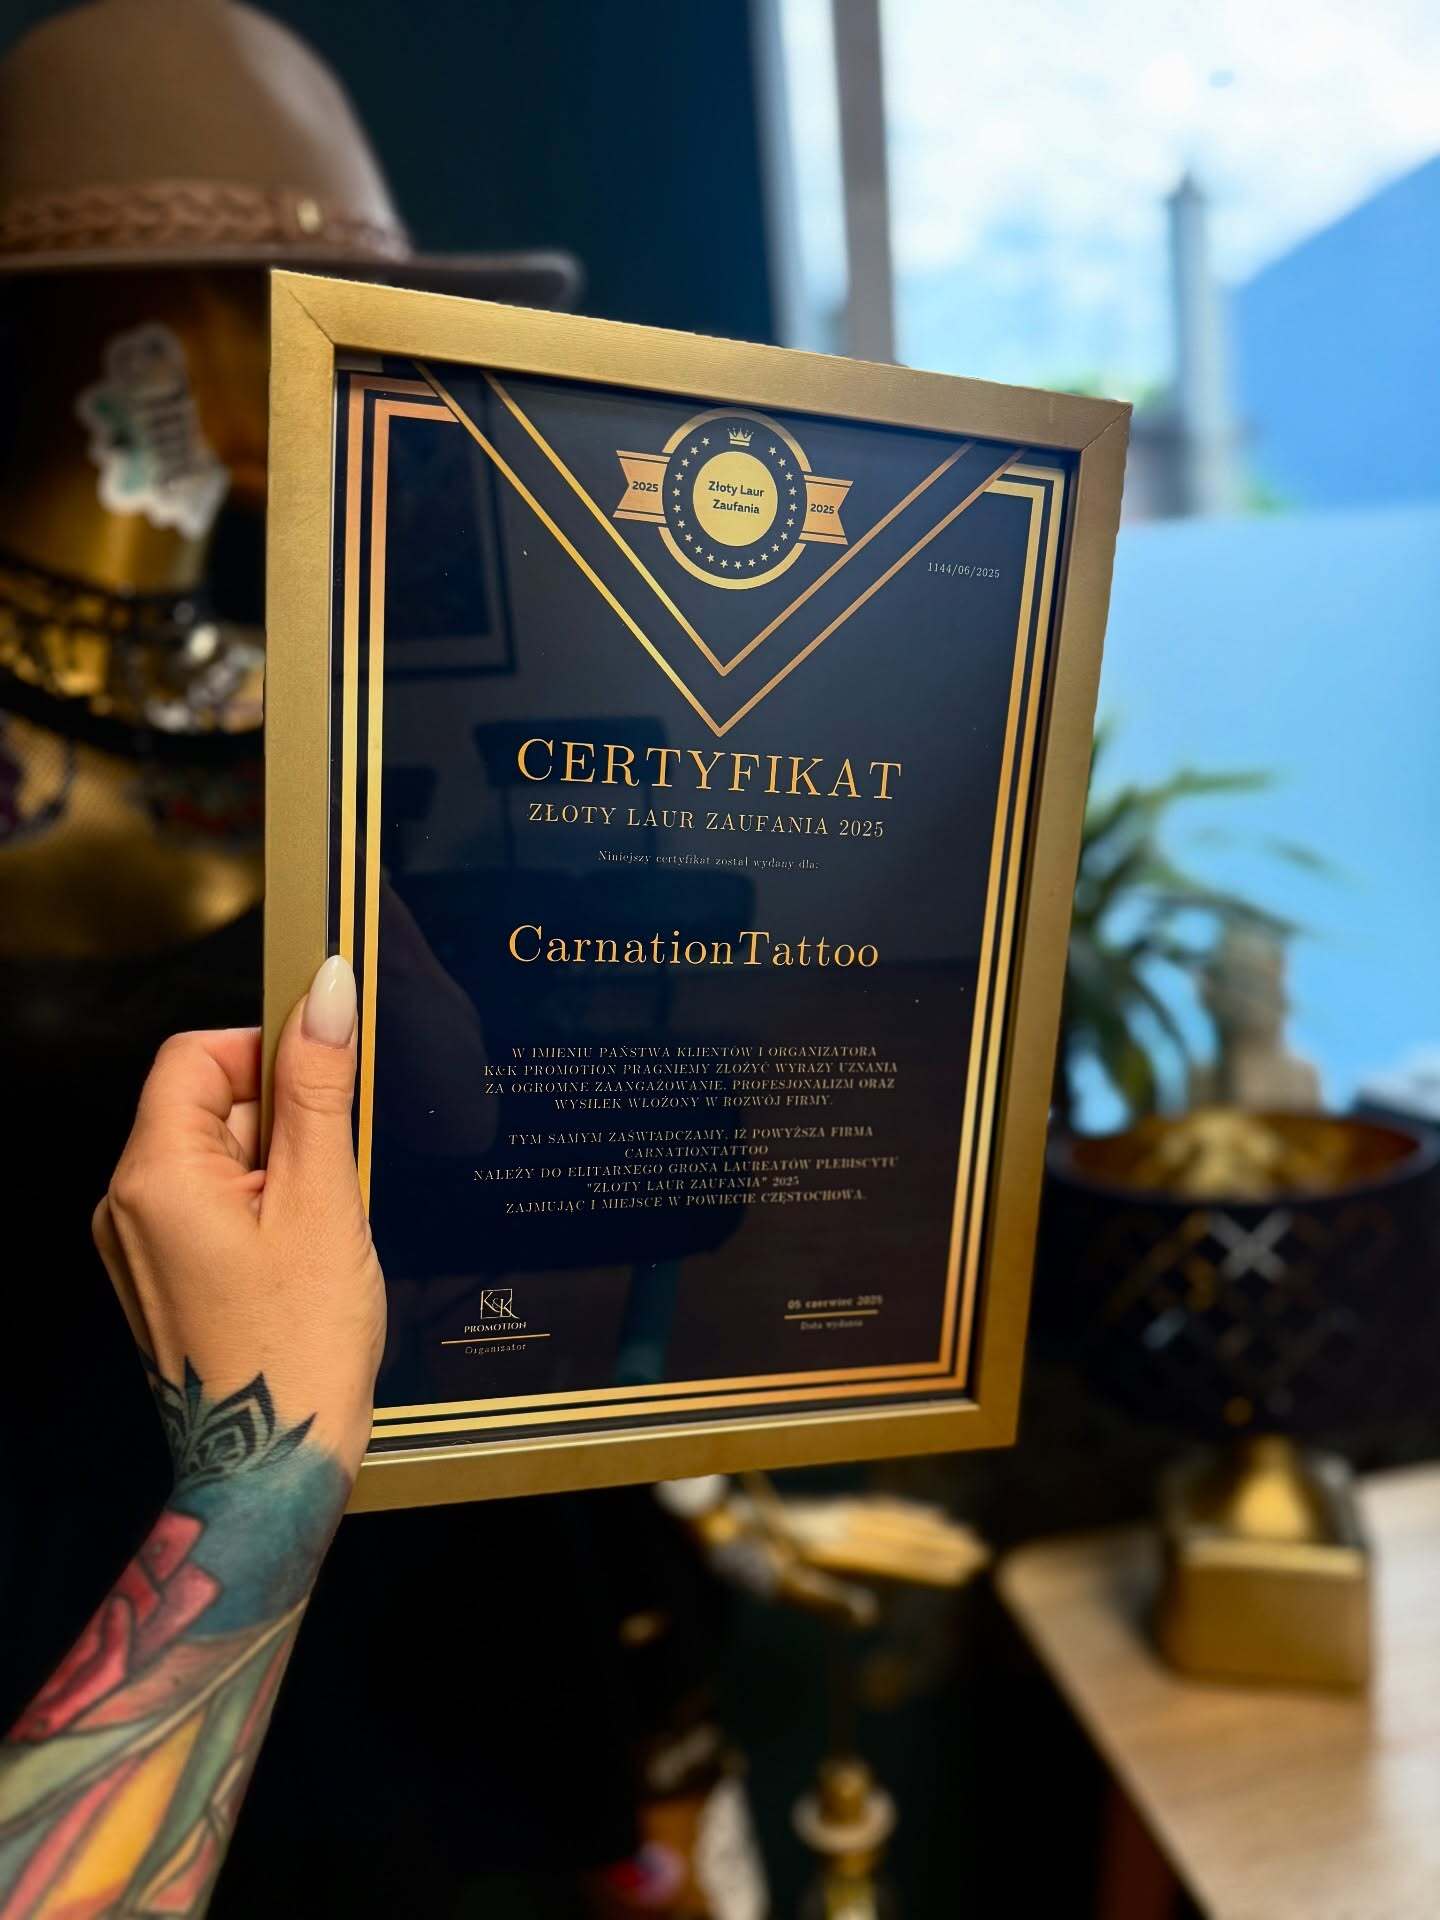 2025
Złoty Laur
Zaufania
2025
1144/06/2025
CERTYFIKAT
ZŁOTY LAUR ZAUFANIA 2025
Niniejszy certyfikat został wydany dla:
CarnationTattoo
W IMIENIU PAŃSTWA KLIENTÓW I ORGANIZATORA
K&K PROMOTION PRAGNIEMY ZŁOŻYĆ WYRAZY UZNANIA
ZA OGROMNE ZAANGAŻOWANIE, PROFESJONALIZM ORAZ
WYSIŁEK WŁOŻONY W ROZWÓJ FIRMY.
TYM SAMYM ZAŚWIADCZAMY, IŻ POWYŻSZA FIRMA
CARNATIONTATTOO
NALEŻY DO ELITARNEGO GRONA LAUREATÓW PLEBISCYTU
"ZŁOTY LAUR ZAUFANIA" 2025
ZAJMUJĄC I MIEJSCE W POWIECIE CZĘSTOCHOWA.
K&K
PROMOTION
Organizator
05 czerwiec 2025
Data wydania